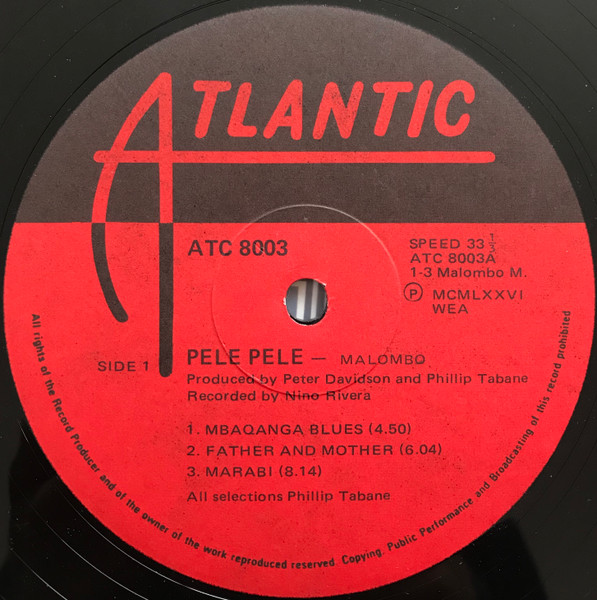 ATLANTIC
ATC 8003
SPEED 33 1/3
ATC 8003A
1-3 Malombo M.
Ⓟ MCMLXXVI
WEA
SIDE 1
PELE PELE — MALOMBO
Produced by Peter Davidson and Phillip Tabane
Recorded by Nino Rivera
1. MBAQANGA BLUES (4.50)
2. FATHER AND MOTHER (6.04)
3. MARABI (8.14)
All selections Phillip Tabane
All rights of the Record Producer and of the owner of the work reproduced reserved. Copying, Public Performance and Broadcasting of this record prohibited